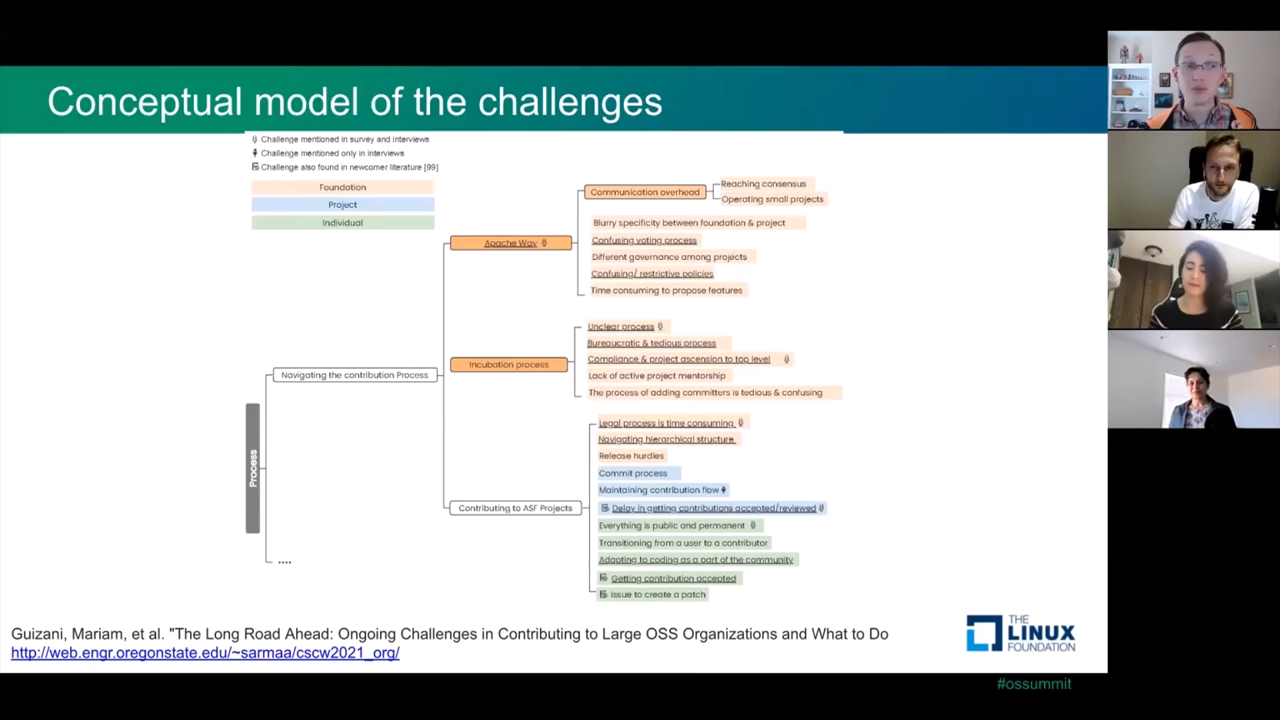 Conceptual model of the challenges
Challenge mentioned in survey and interviews
Challenge mentioned only in interviews
Challenge also found in newcomer literature [99]
Foundation
Project
Individual
Process
Navigating the contribution Process
....
Apache Way
Communication overhead
Reaching consensus
Operating small projects
Blurry specificity between foundation & project
Confusing voting process
Different governance among projects
Confusing/ restrictive policies
Time consuming to propose features
Incubation process
Unclear process
Bureaucratic & tedious process
Compliance & project ascension to top level
Lack of active project mentorship
The process of adding committers is tedious & confusing
Contributing to ASF Projects
Legal process is time consuming
Navigating hierarchical structure
Release hurdles
Commit process
Maintaining contribution flow
Delay in getting contributions accepted/reviewed
Everything is public and permanent
Transitioning from a user to a contributor
Adapting to coding as a part of the community
Getting contribution accepted
Issue to create a patch
Guizani, Mariam, et al. "The Long Road Ahead: Ongoing Challenges in Contributing to Large OSS Organizations and What to Do
http://web.engr.oregonstate.edu/~sarmaa/cscw2021_org/
THE
LINUX
FOUNDATION
#ossummit